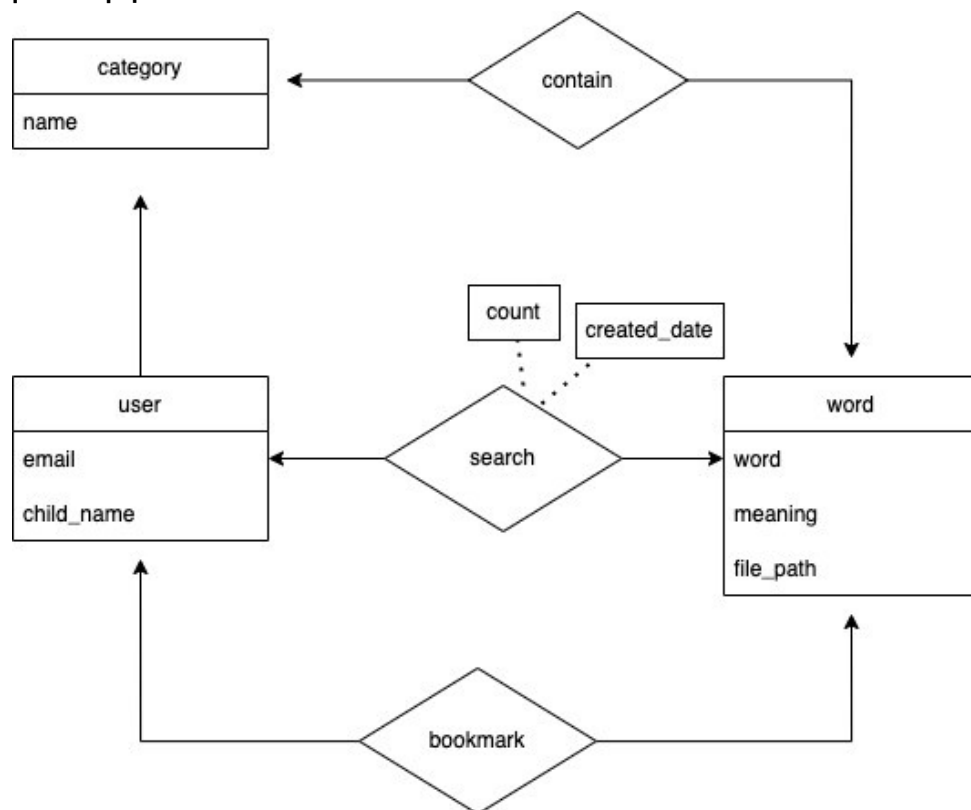 category
name
contain
count
created_date
user
email
child_name
search
word
word
meaning
file_path
bookmark